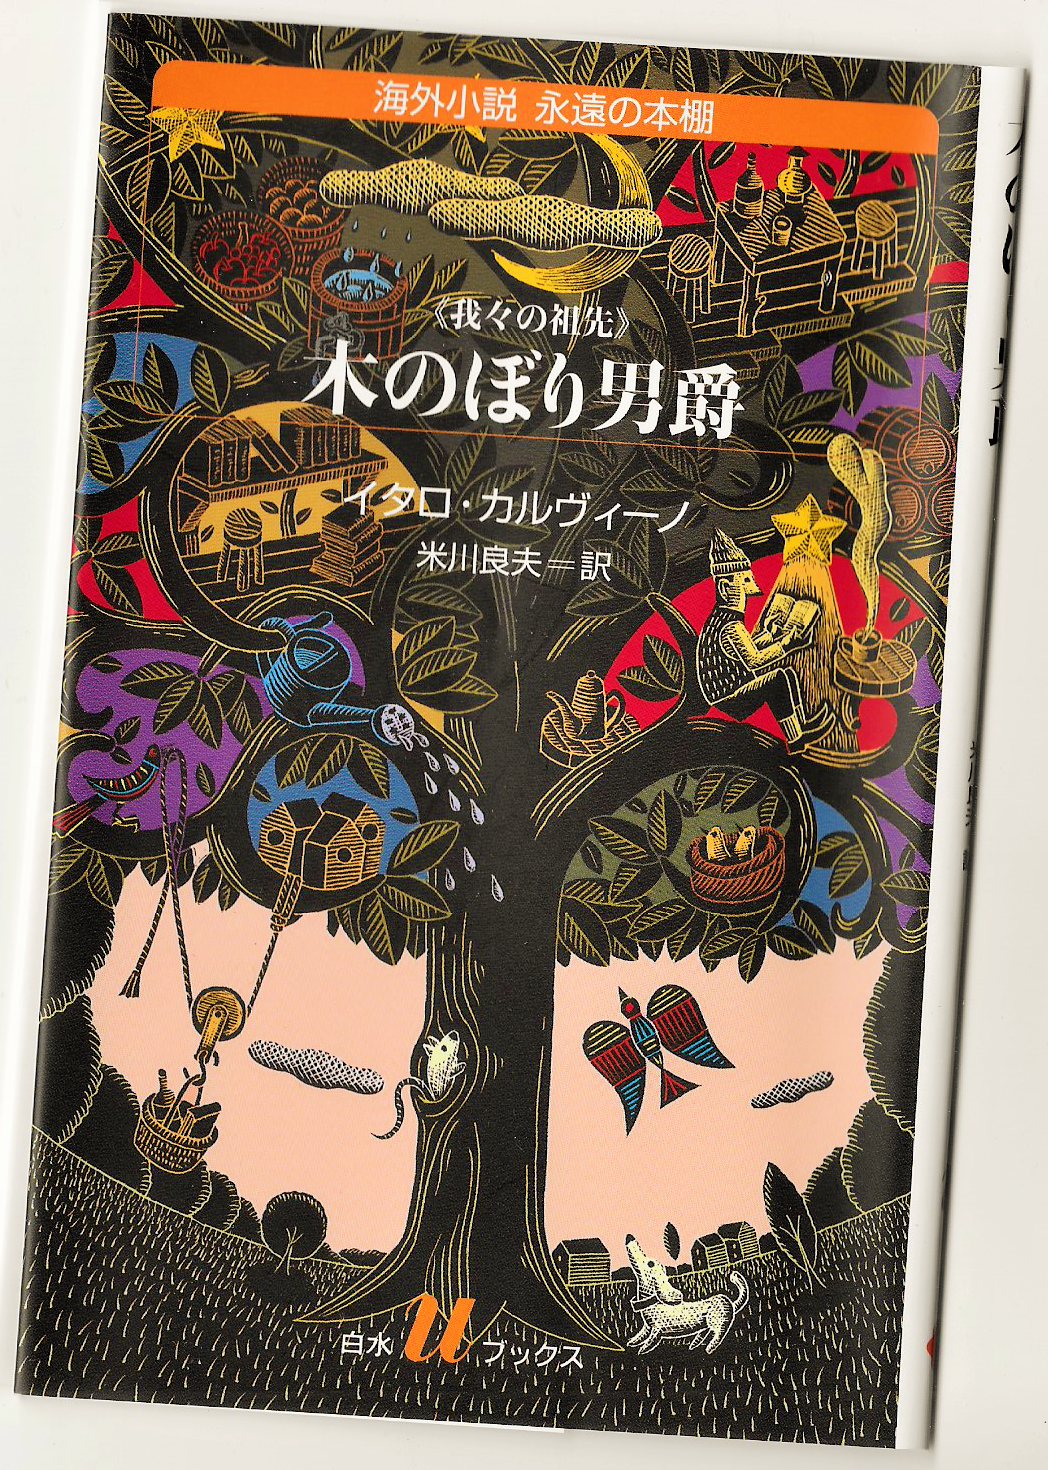 海外小説 永遠の本棚
《我々の祖先》
木のぼり男爵
イタロ・カルヴィーノ
米川良夫＝訳
白水 u ブックス